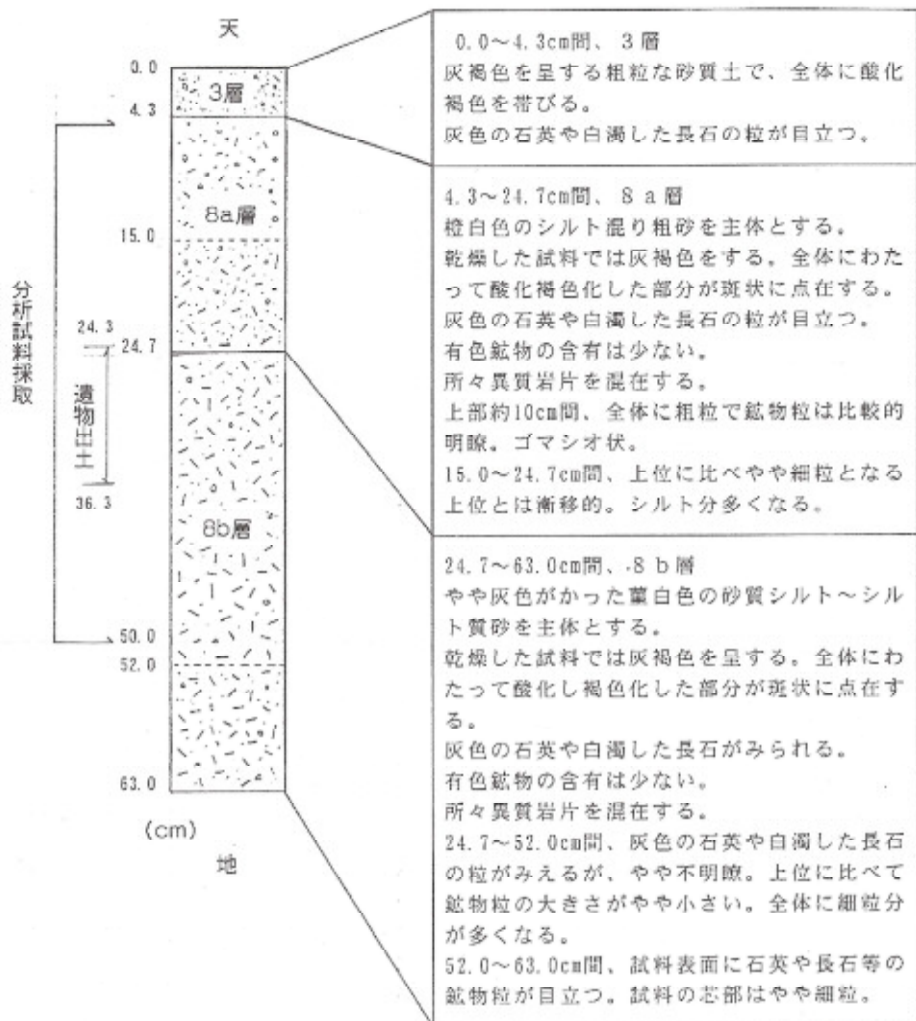 天
0.0
3層
4.3
8a層
15.0
24.3
24.7
分析試料採取
遺物出土
36.3
8b層
50.0
52.0
63.0
(cm)
地
0.0～4.3cm間、3層
灰褐色を呈する粗粒な砂質土で、全体に酸化
褐色を帯びる。
灰色の石英や白濁した長石の粒が目立つ。
4.3～24.7cm間、8a層
橙白色のシルト混り粗砂を主体とする。
乾燥した試料では灰褐色をする。全体にわた
って酸化褐色化した部分が斑状に点在する。
灰色の石英や白濁した長石の粒が目立つ。
有色鉱物の含有は少ない。
所々異質岩片を混在する。
上部約10cm間、全体に粗粒で鉱物粒は比較的
明瞭。ゴマシオ状。
15.0～24.7cm間、上位に比べやや細粒となる
上位とは漸移的。シルト分多くなる。
24.7～63.0cm間、8b層
やや灰色がかった白色の砂質シルト～シル
ト質砂を主体とする。
乾燥した試料では灰褐色を呈する。全体にわ
たって酸化し褐色化した部分が斑状に点在す
る。
灰色の石英や白濁した長石がみられる。
有色鉱物の含有は少ない。
所々異質岩片を混在する。
24.7～52.0cm間、灰色の石英や白濁した長石
の粒がみえるが、やや不明瞭。上位に比べて
鉱物粒の大きさがやや小さい。全体に細粒分
が多くなる。
52.0～63.0cm間、試料表面に石英や長石等の
鉱物粒が目立つ。試料の芯部はやや細粒。